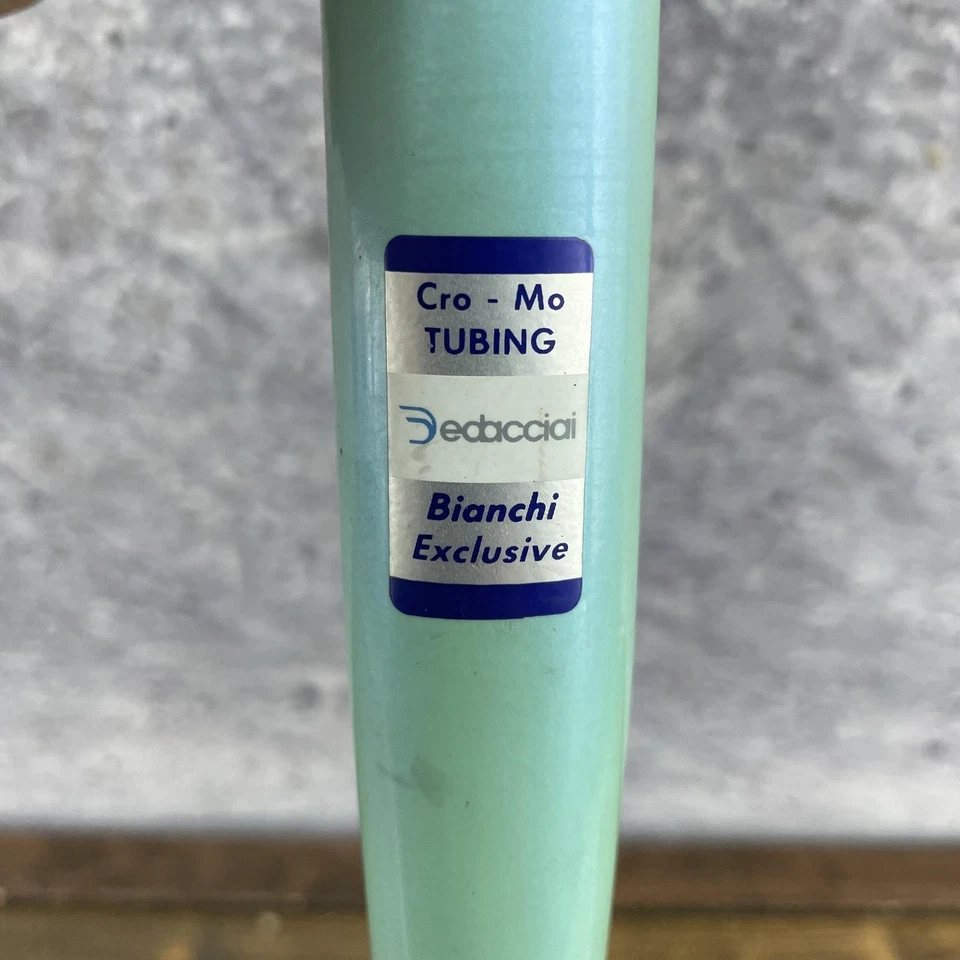 Cro - Mo
TUBING
Dedacciai
Bianchi
Exclusive